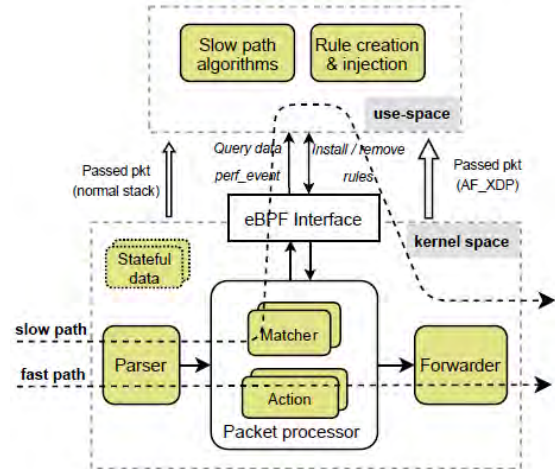 Slow path
algorithms
Rule creation
& injection
use-space
Passed pkt
(normal stack)
Query data
perf_event
Install / remove
rules
Passed pkt
(AF_XDP)
eBPF Interface
kernel space
Stateful
data
slow path
fast path
Parser
Matcher
Action
Packet processor
Forwarder